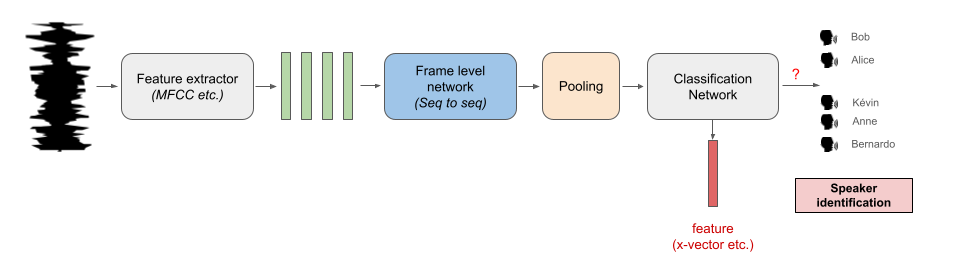 Feature extractor
(MFCC etc.)
Frame level
network
(Seq to seq)
Pooling
Classification
Network
?
Bob
Alice
Kévin
Anne
Bernardo
Speaker
identification
feature
(x-vector etc.)